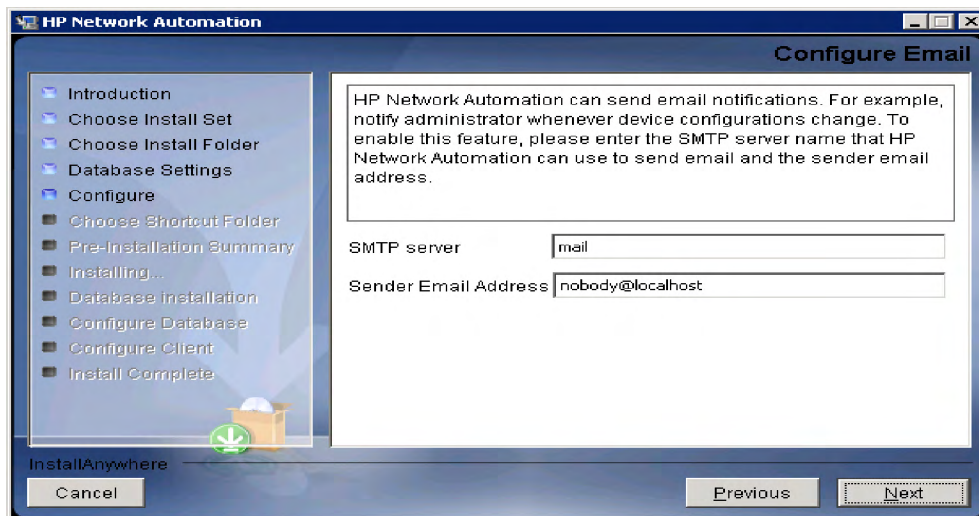 HP Network Automation
Configure Email
Introduction
Choose Install Set
Choose Install Folder
Database Settings
Configure
Choose Shortcut Folder
Pre-Installation Summary
Installing...
Database installation
Configure Database
Configure Client
Install Complete
HP Network Automation can send email notifications. For example,
notify administrator whenever device configurations change. To
enable this feature, please enter the SMTP server name that HP
Network Automation can use to send email and the sender email
address.
SMTP server
mail
Sender Email Address
nobody@localhost
InstallAnywhere
Cancel
Previous
Next